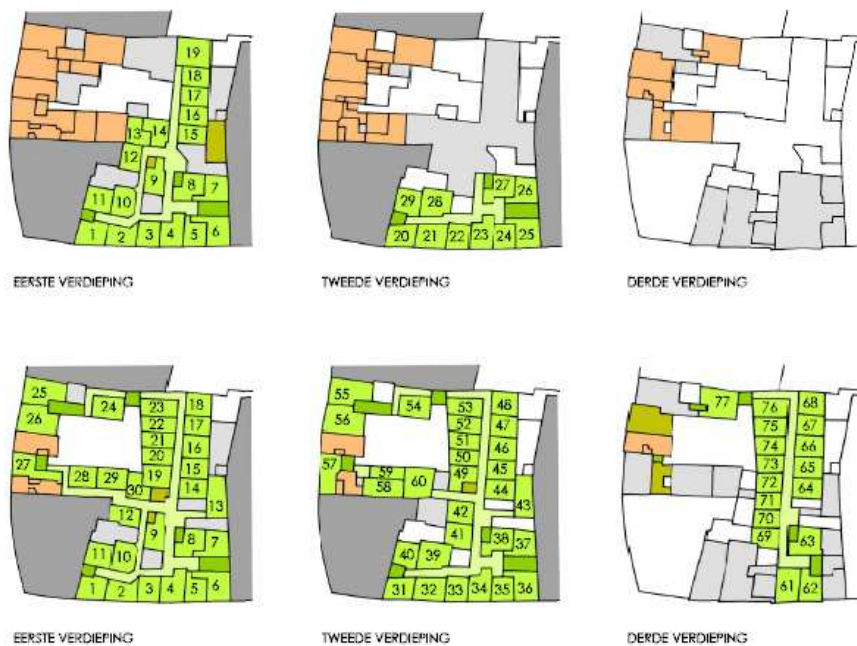 19
18
17
16
13 14 15
12
9 8 7
11 10
1 2 3 4 5 6
EERSTE VERDIEPING
27 26
29 28
20 21 22 23 24 25
TWEEDE VERDIEPING
DERDE VERDIEPING
25 24 23 18
26 22 17
21 16
20
27 28 29 19 15
30 14 13
12
9 8 7
11 10
1 2 3 4 5 6
EERSTE VERDIEPING
55 54 53 48
56 52 47
51 46
50
57 59 49 45
58 60 44 43
42
41 38 37
40 39
31 32 33 34 35 36
TWEEDE VERDIEPING
77 76 68
75 67
74 66
73 65
72 64
71
70
69 63
61 62
DERDE VERDIEPING